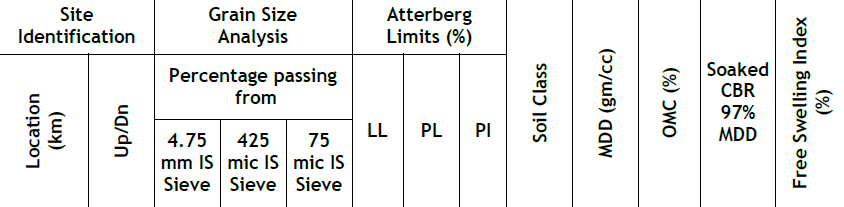 Site
Identification
Grain Size
Analysis
Atterberg
Limits (%)
Soil Class
MDD (gm/cc)
OMC (%)
Soaked
CBR
97%
MDD
Free Swelling Index
(%)
Location
(km)
Up/Dn
Percentage passing
from
LL
PL
PI
4.75
mm IS
Sieve
425
mic IS
Sieve
75
mic IS
Sieve